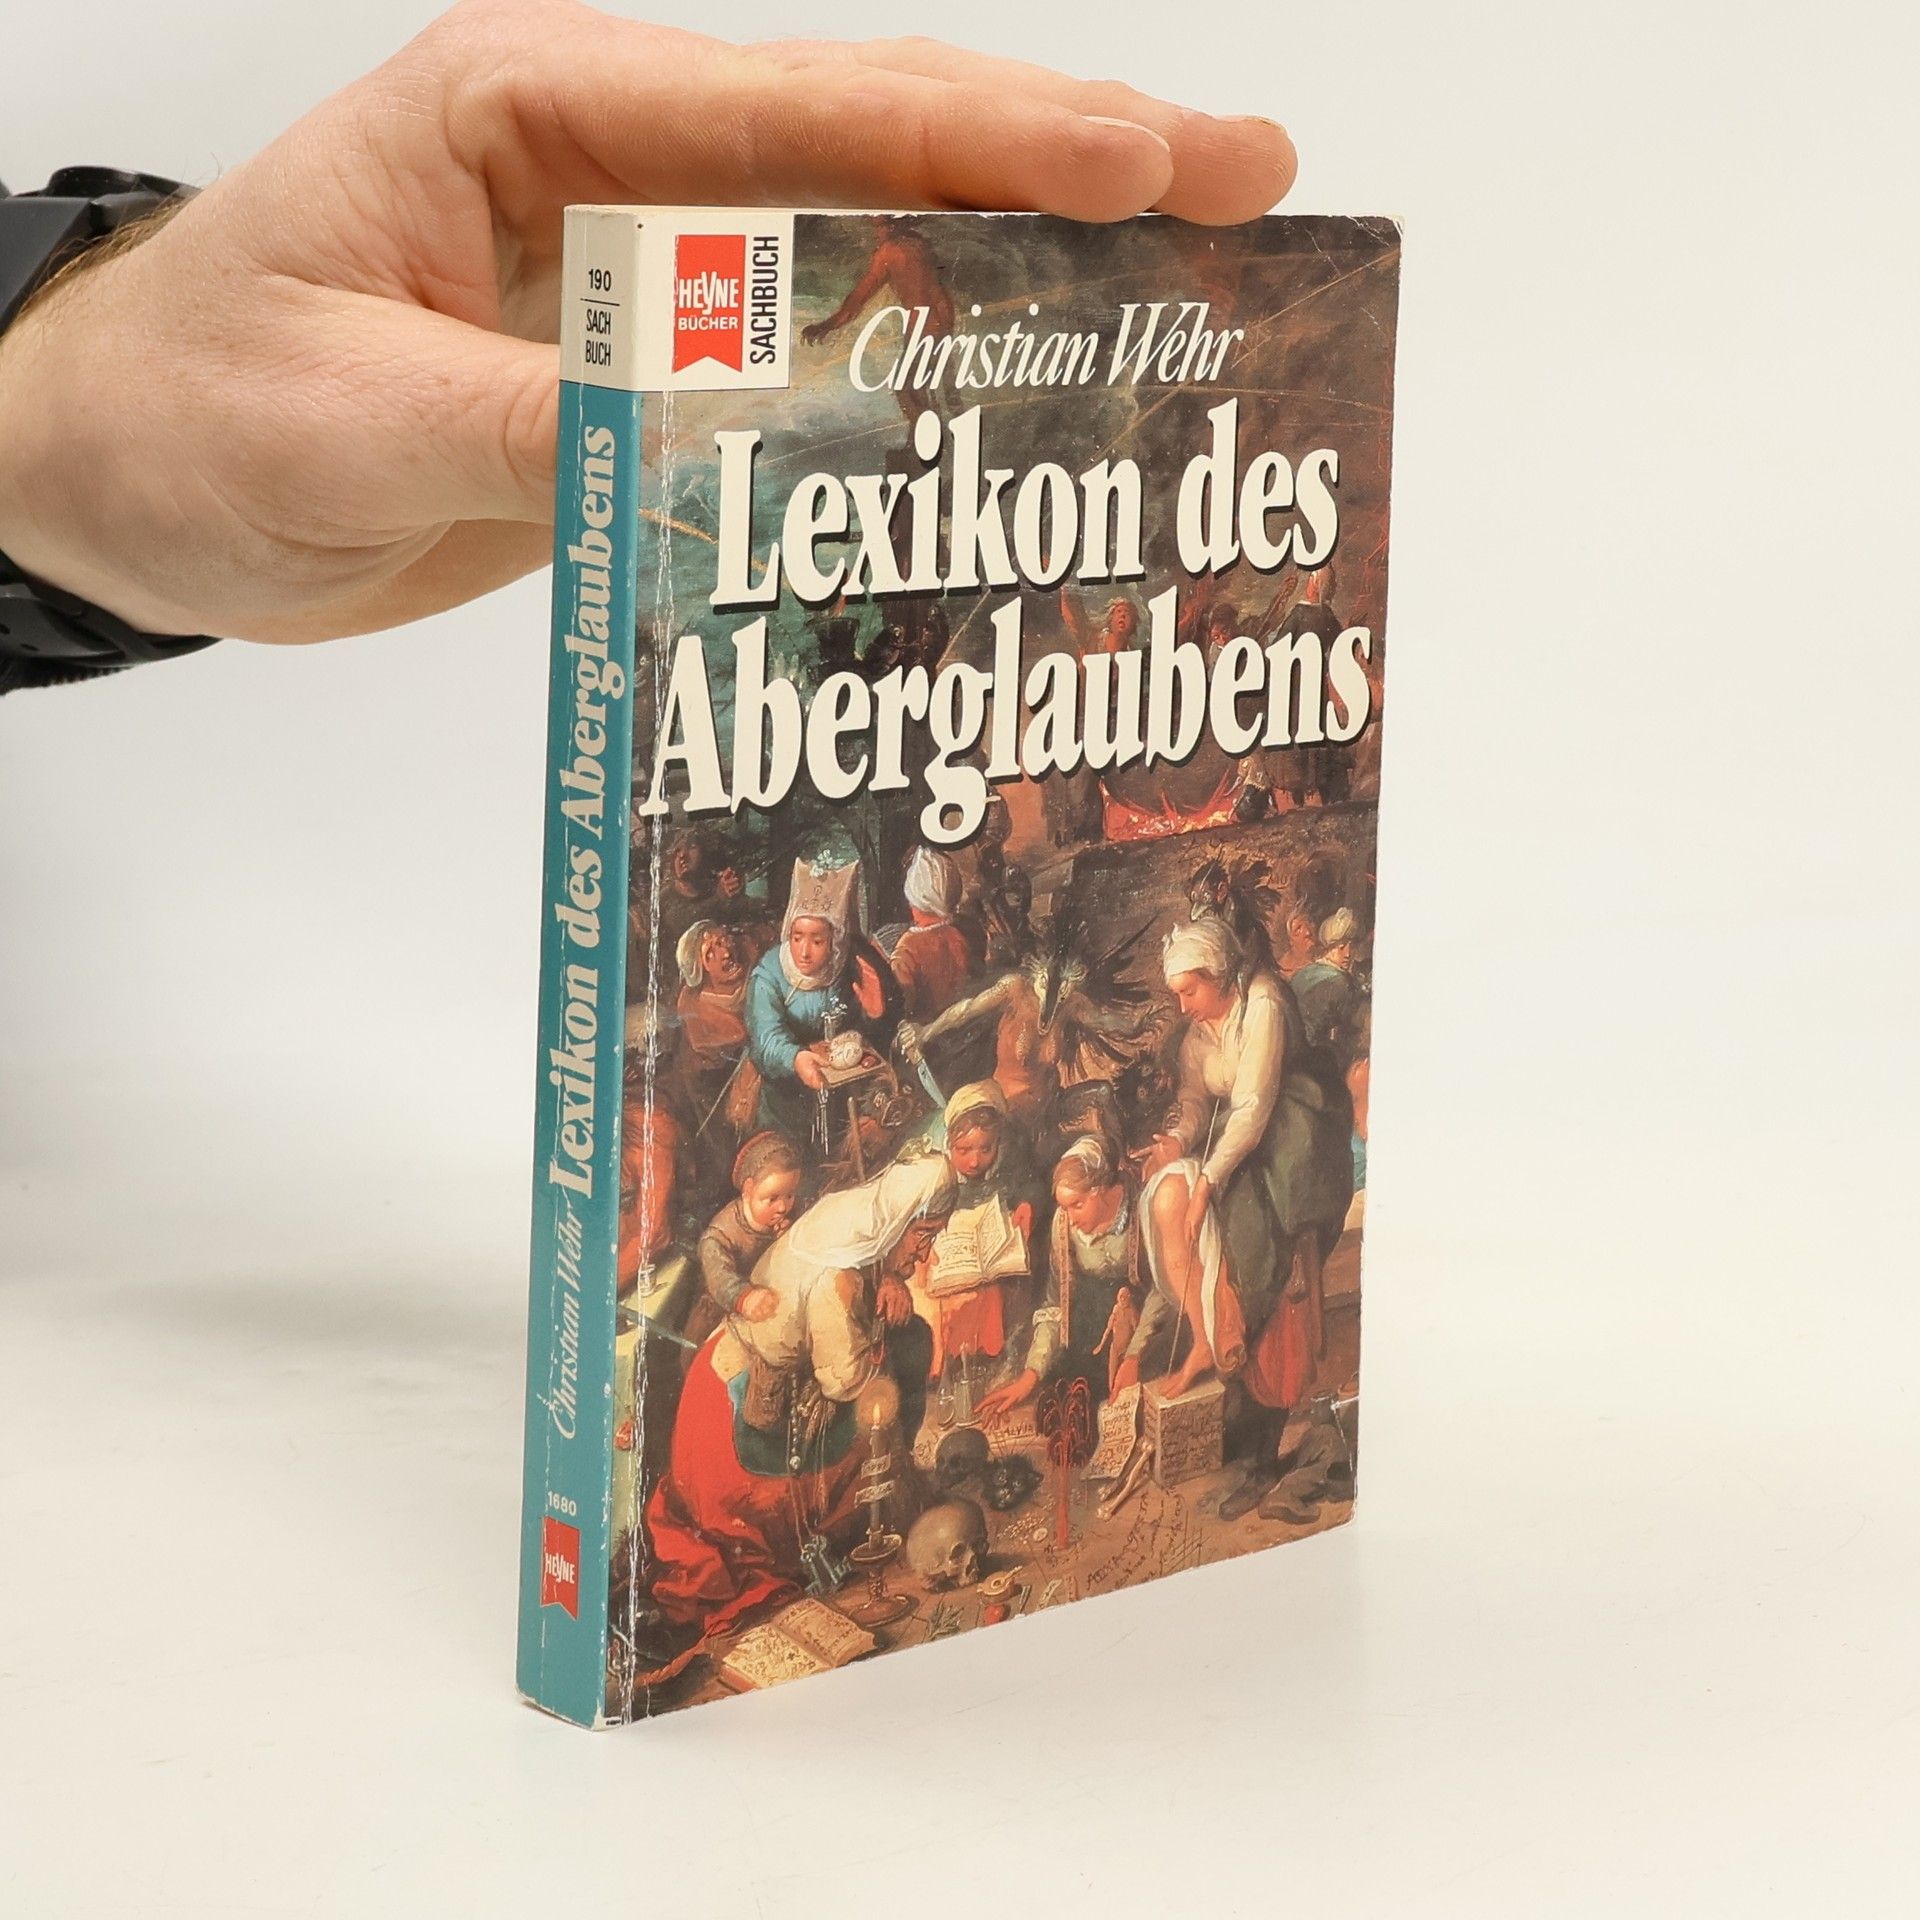 190
SACH
BUCH
Christian Wehr Lexikon des Aberglaubens
1680
HEYNE
HEYNE
BÜCHER
SACHBUCH
Christian Wehr
Lexikon des
Aberglaubens